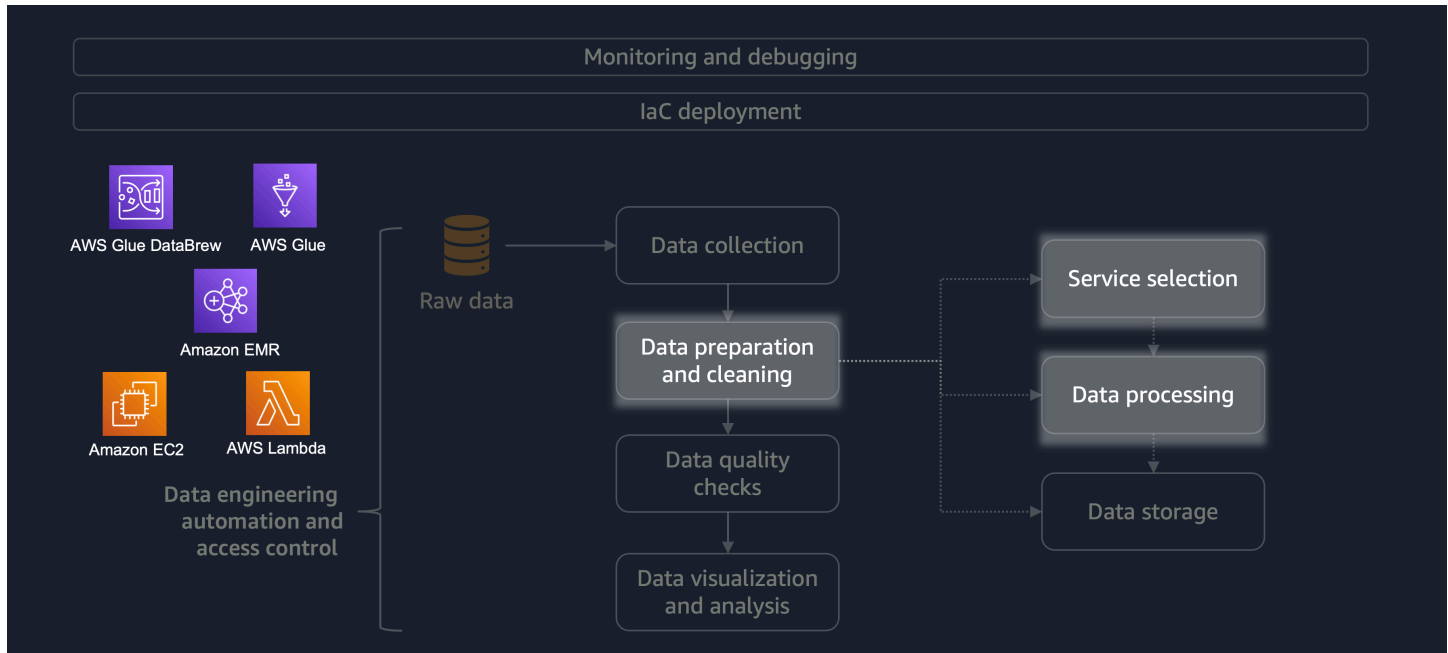 Monitoring and debugging
IaC deployment
AWS Glue DataBrew
AWS Glue
Amazon EMR
Amazon EC2
AWS Lambda
Data engineering
automation and
access control
Raw data
Data collection
Data preparation
and cleaning
Data quality
checks
Data visualization
and analysis
Service selection
Data processing
Data storage